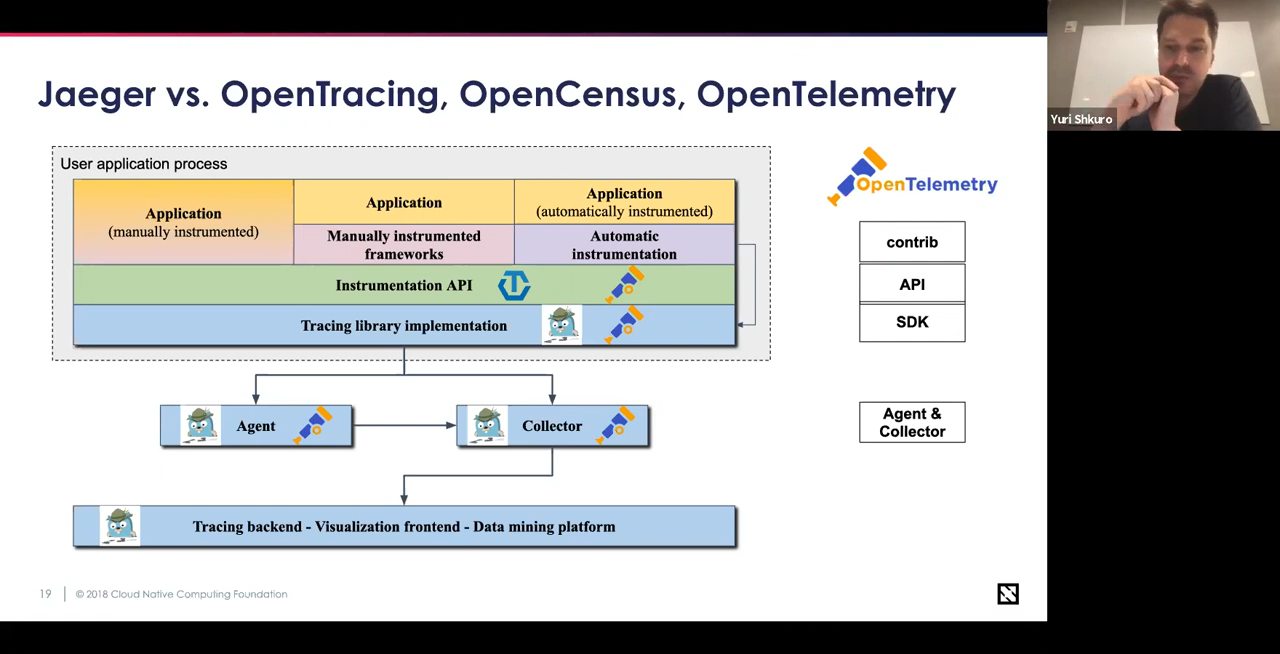 Jaeger vs. OpenTracing, OpenCensus, OpenTelemetry
Yuri Shkuro
User application process
Application
(manually instrumented)
Application
Application
(automatically instrumented)
Manually instrumented
frameworks
Automatic
instrumentation
Instrumentation API
Tracing library implementation
Agent
Collector
Tracing backend - Visualization frontend - Data mining platform
OpenTelemetry
contrib
API
SDK
Agent &
Collector
19
© 2018 Cloud Native Computing Foundation